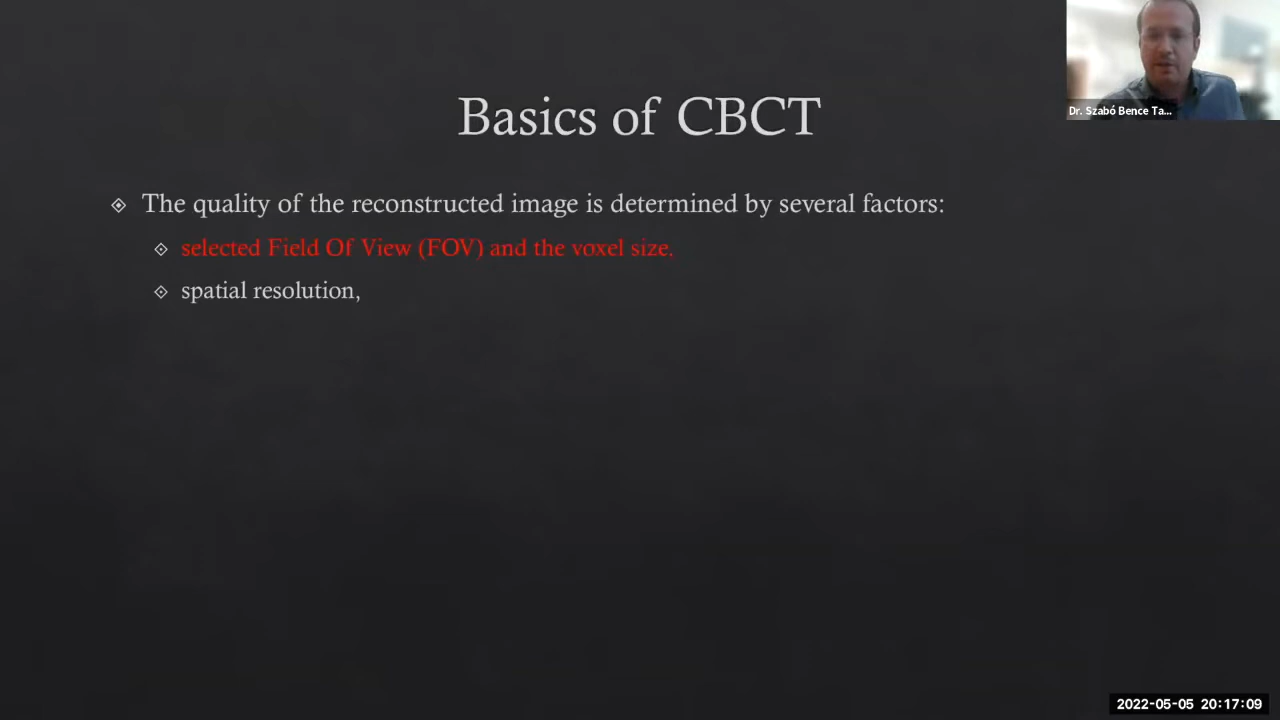 Basics of CBCT
The quality of the reconstructed image is determined by several factors:
selected Field Of View (FOV) and the voxel size.
spatial resolution,
Dr. Szabó Bence Ta...
2022-05-05 20:17:09